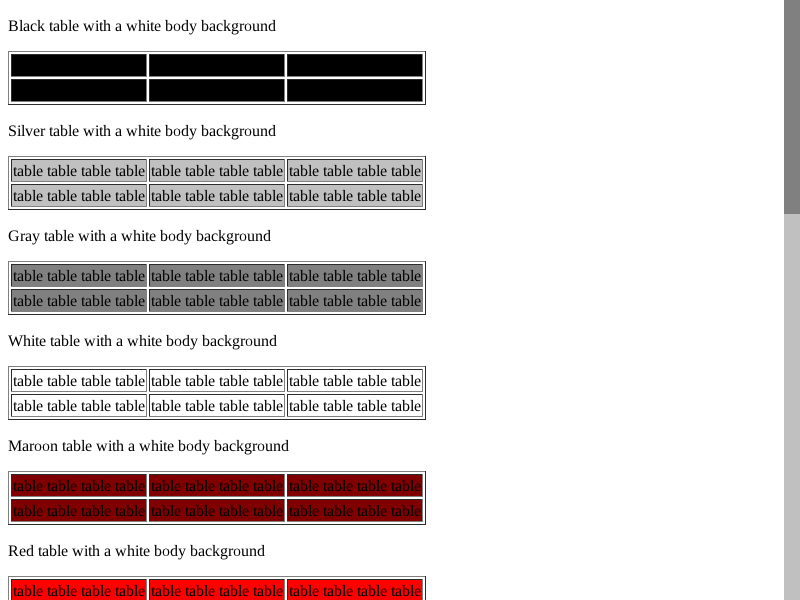 Black table with a white body background
Silver table with a white body background
table table table table table table table table table table table table
table table table table table table table table table table table table
Gray table with a white body background
table table table table table table table table table table table table
table table table table table table table table table table table table
White table with a white body background
table table table table table table table table table table table table
table table table table table table table table table table table table
Maroon table with a white body background
table table table table table table table table table table table table
table table table table table table table table table table table table
Red table with a white body background
table table table table table table table table table table table table